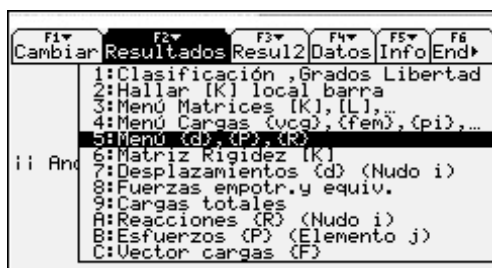 F1▾ F2▾ F3▾ F4▾ F5▾ F6
Cambiar Resultados Resul2 Datos Info End▸
1:Clasificación ,Grados Libertad
2:Hallar [K] local barra
3:Menú Matrices [K],[L],…
4:Menú Cargas {vcg},{fem},{pi},…
5:Menú {d},{P},{R}
6:Matriz Rigidez [K]
¡¡ And
7:Desplazamientos {d} (Nudo i)
8:Fuerzas empotr.y equiv.
9:Cargas totales
A:Reacciones {R} (Nudo i)
B:Esfuerzos {P} (Elemento j)
C:Vector cargas {F}